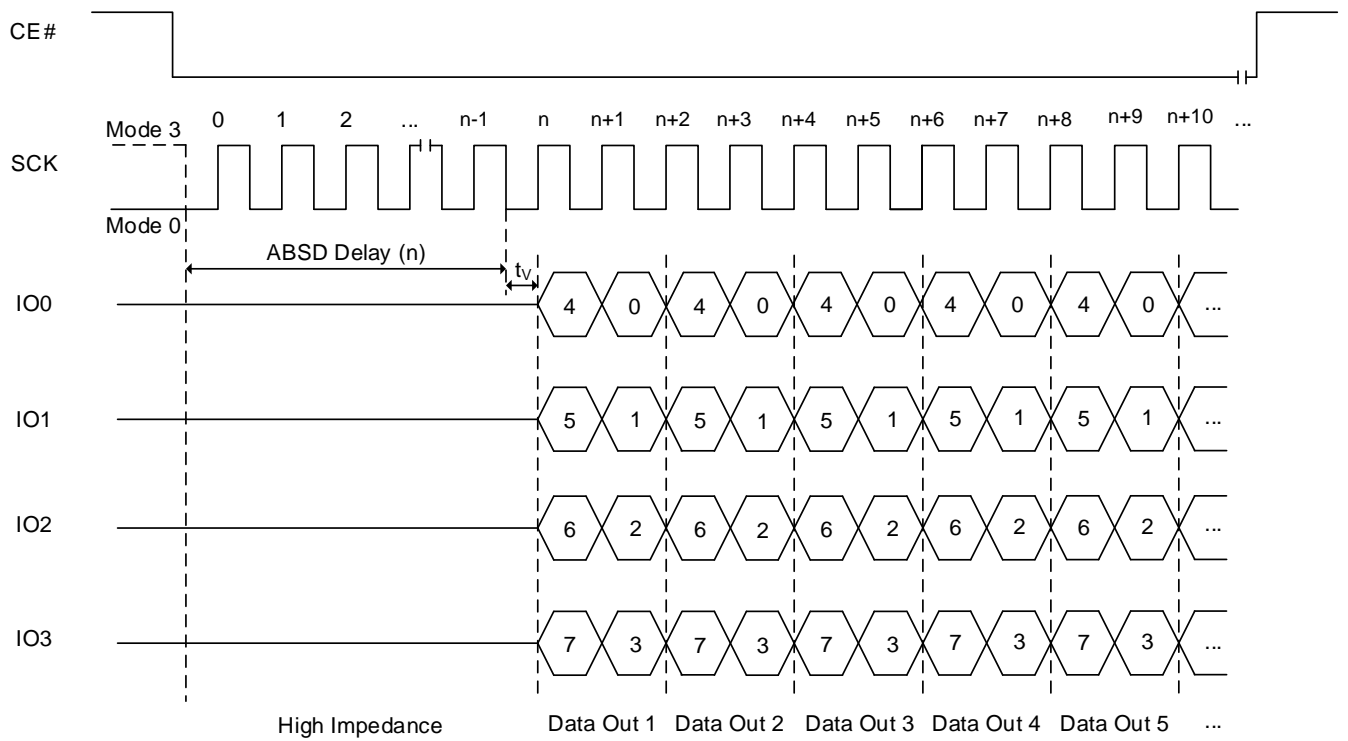 CE#
0 1 2 ... n-1 n n+1 n+2 n+3 n+4 n+5 n+6 n+7 n+8 n+9 n+10 ...
Mode 3
SCK
Mode 0
ABSD Delay (n)
tV
IO0 4 0 4 0 4 0 4 0 4 0 ...
IO1 5 1 5 1 5 1 5 1 5 1 ...
IO2 6 2 6 2 6 2 6 2 6 2 ...
IO3 7 3 7 3 7 3 7 3 7 3 ...
High Impedance Data Out 1 Data Out 2 Data Out 3 Data Out 4 Data Out 5 ...